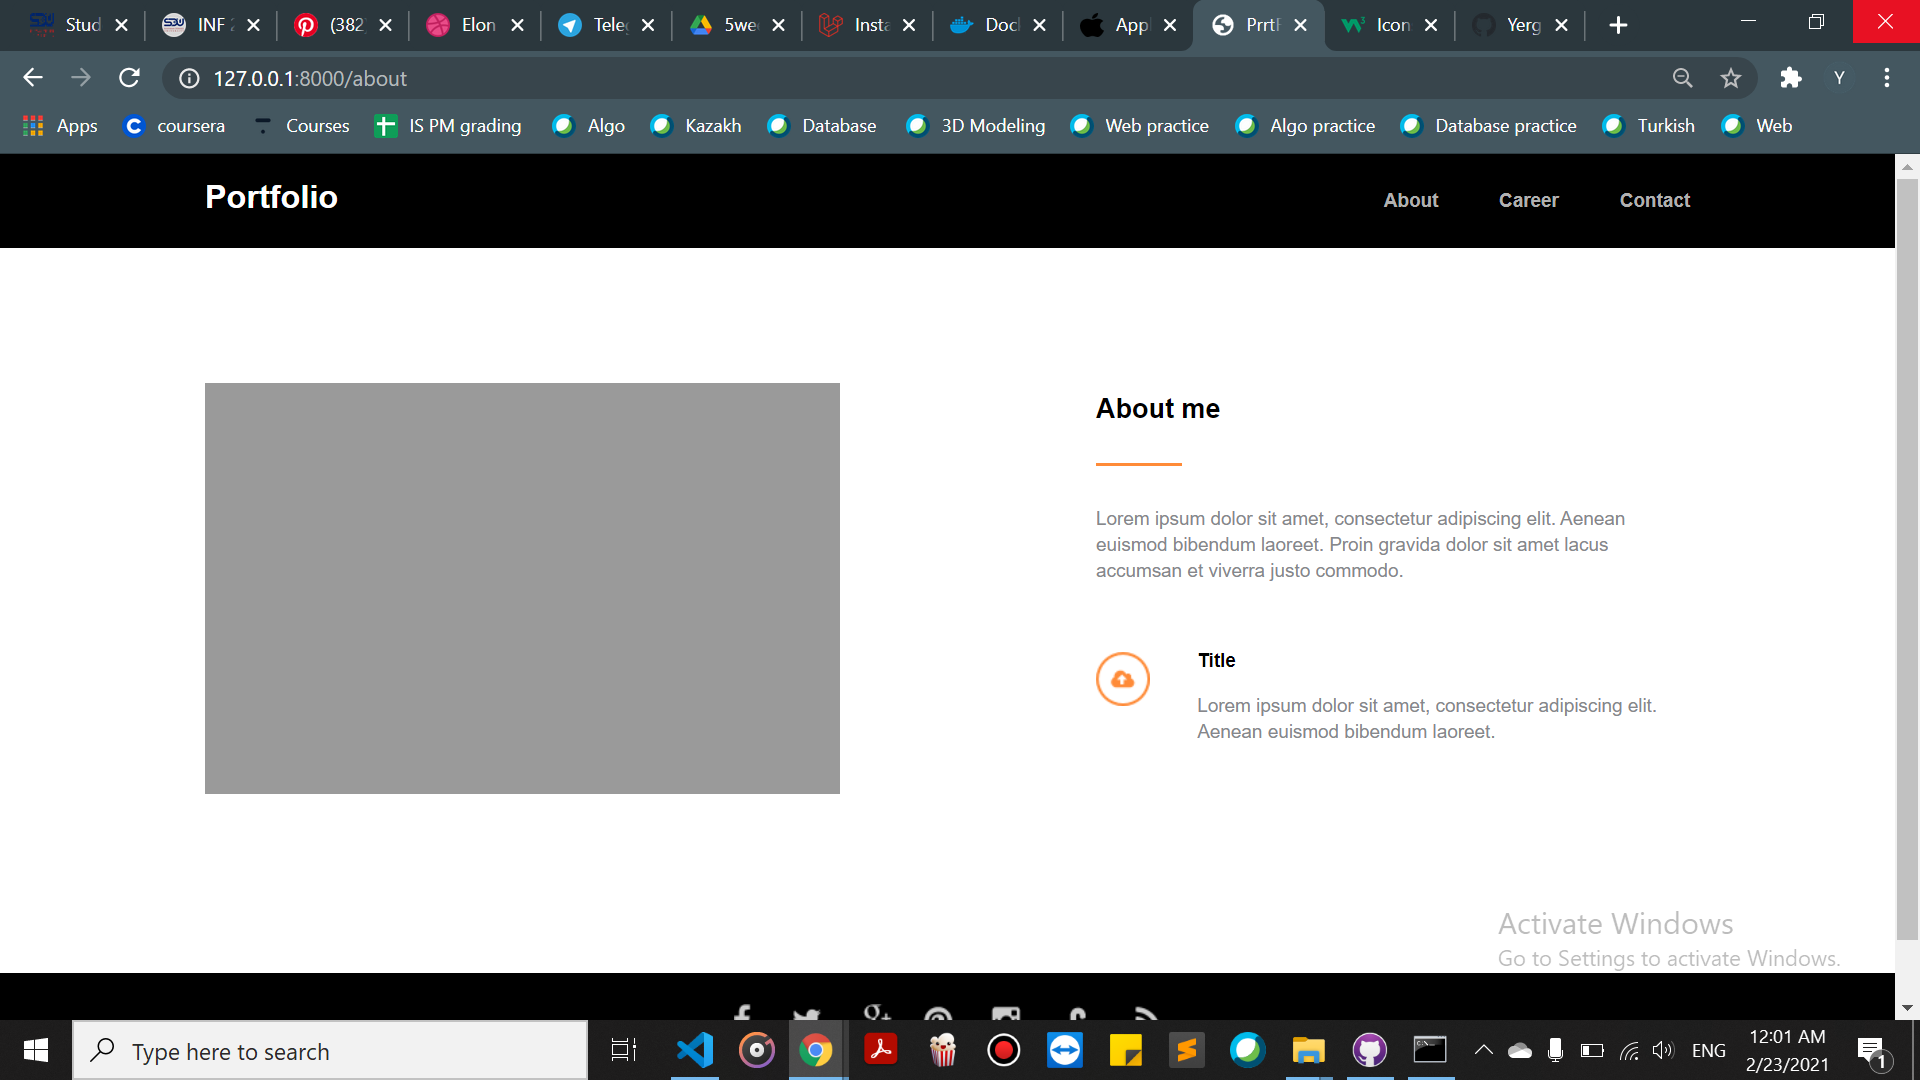 Stud INF (382 Elon Tele 5we Insta Doc Appl PrrtF Icon Yerg
127.0.0.1:8000/about Y
Apps coursera Courses IS PM grading Algo Kazakh Database 3D Modeling Web practice Algo practice Database practice Turkish Web
Portfolio About Career Contact
About me
Lorem ipsum dolor sit amet, consectetur adipiscing elit. Aenean
euismod bibendum laoreet. Proin gravida dolor sit amet lacus
accumsan et viverra justo commodo.
Title
Lorem ipsum dolor sit amet, consectetur adipiscing elit.
Aenean euismod bibendum laoreet.
Activate Windows
Go to Settings to activate Windows.
Type here to search
ENG
12:01 AM
2/23/2021
1